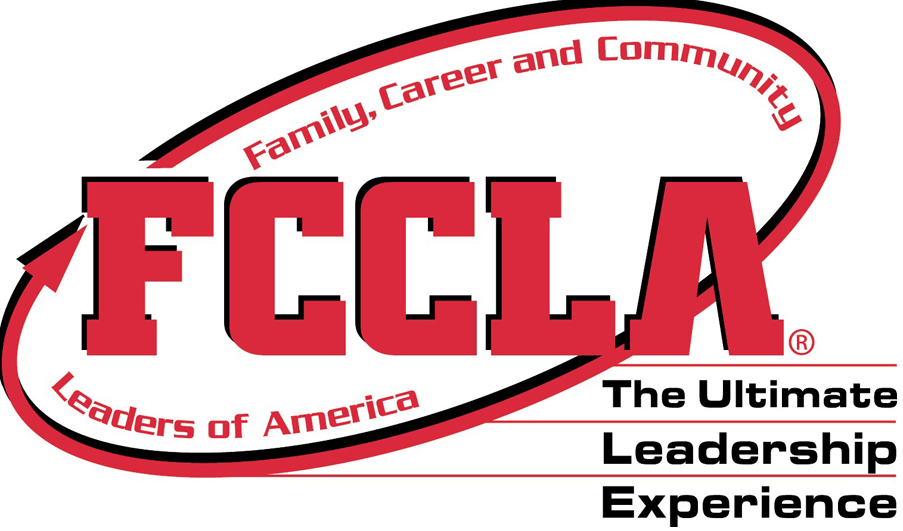 Family, Career and Community
FCCLA®
Leaders of America
The Ultimate
Leadership
Experience